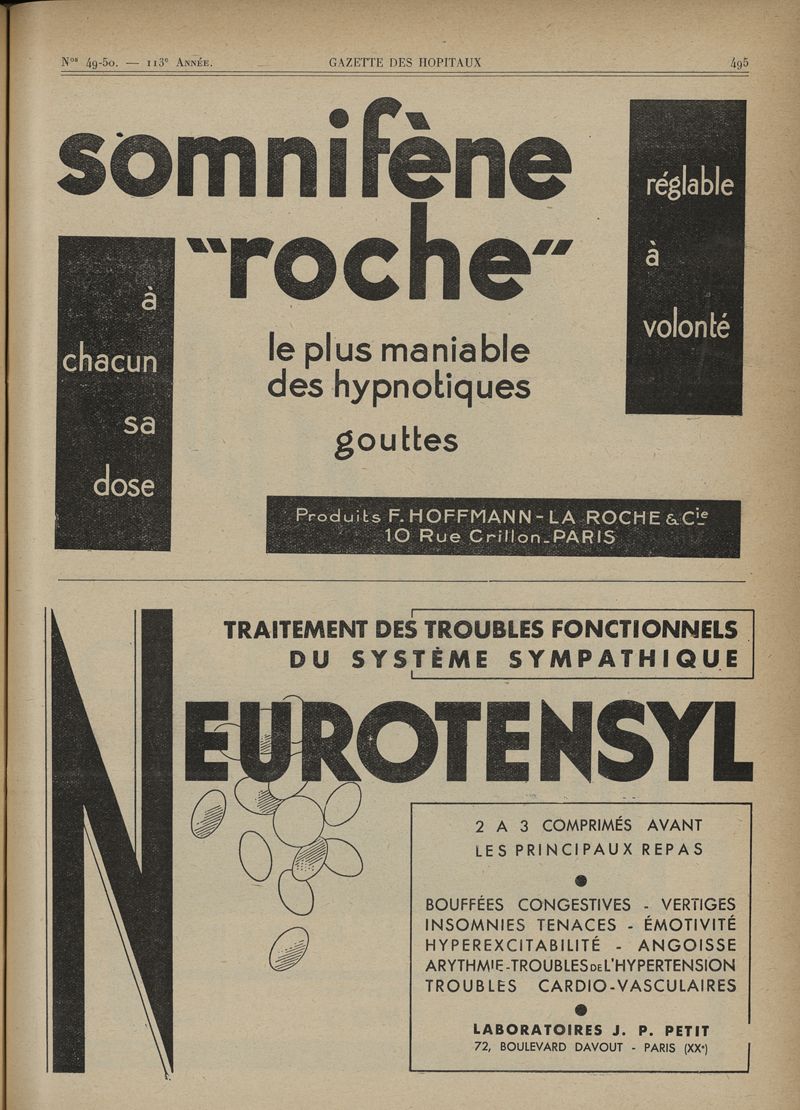 Nos 49-50. — 113e ANNÉE. GAZETTE DES HOPITAUX 495
somnifène
"roche"
réglable
à
volonté
à
chacun
sa
dose
le plus maniable
des hypnotiques
gouttes
Produits F. HOFFMANN-LA ROCHE & Cie
10 Rue Crillon_PARIS
TRAITEMENT DES TROUBLES FONCTIONNELS
DU SYSTÈME SYMPATHIQUE
NEUROTENSYL
2 A 3 COMPRIMÉS AVANT
LES PRINCIPAUX REPAS
BOUFFÉES CONGESTIVES - VERTIGES
INSOMNIES TENACES - ÉMOTIVITÉ
HYPEREXCITABILITÉ - ANGOISSE
ARYTHMIE-TROUBLES DE L'HYPERTENSION
TROUBLES CARDIO-VASCULAIRES
LABORATOIRES J. P. PETIT
72, BOULEVARD DAVOUT - PARIS (XXe)